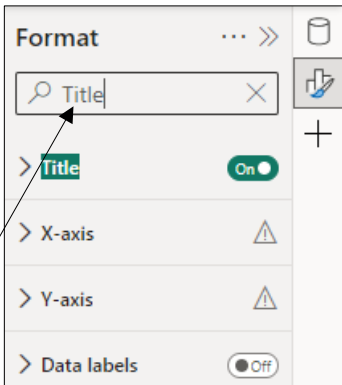 Format
Title
Title
On
X-axis
Y-axis
Data labels
Off